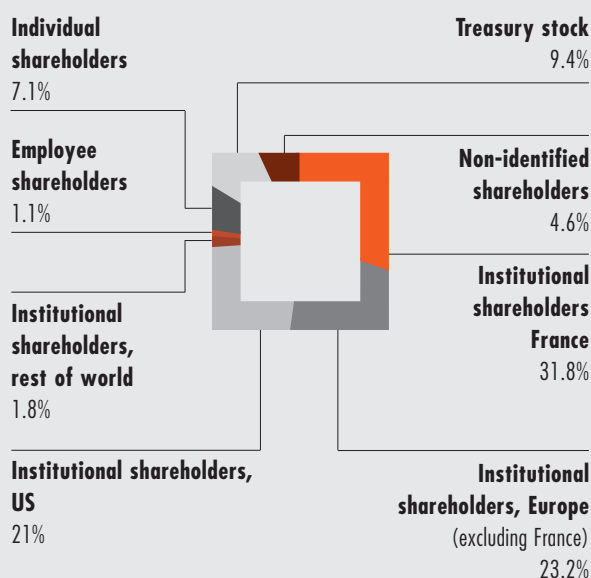 Individual
shareholders
7.1%
Employee
shareholders
1.1%
Institutional
shareholders,
rest of world
1.8%
Institutional shareholders,
US
21%
Treasury stock
9.4%
Non-identified
shareholders
4.6%
Institutional
shareholders
France
31.8%
Institutional
shareholders, Europe
(excluding France)
23.2%